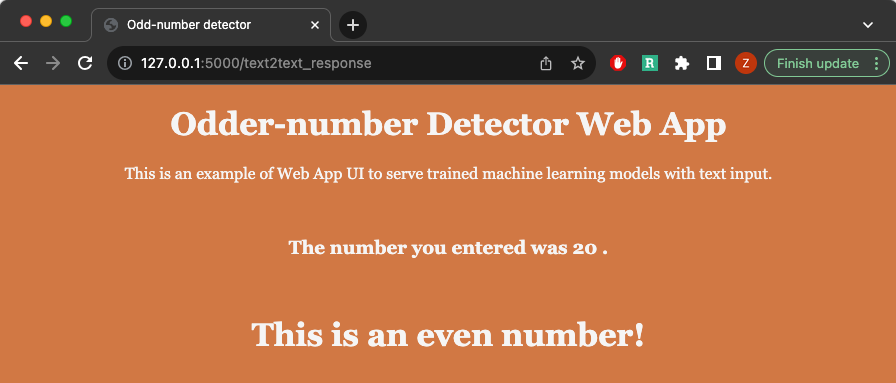 Odd-number detector
127.0.0.1:5000/text2text_response
R
Z
Finish update
Odder-number Detector Web App
This is an example of Web App UI to serve trained machine learning models with text input.
The number you entered was 20 .
This is an even number!